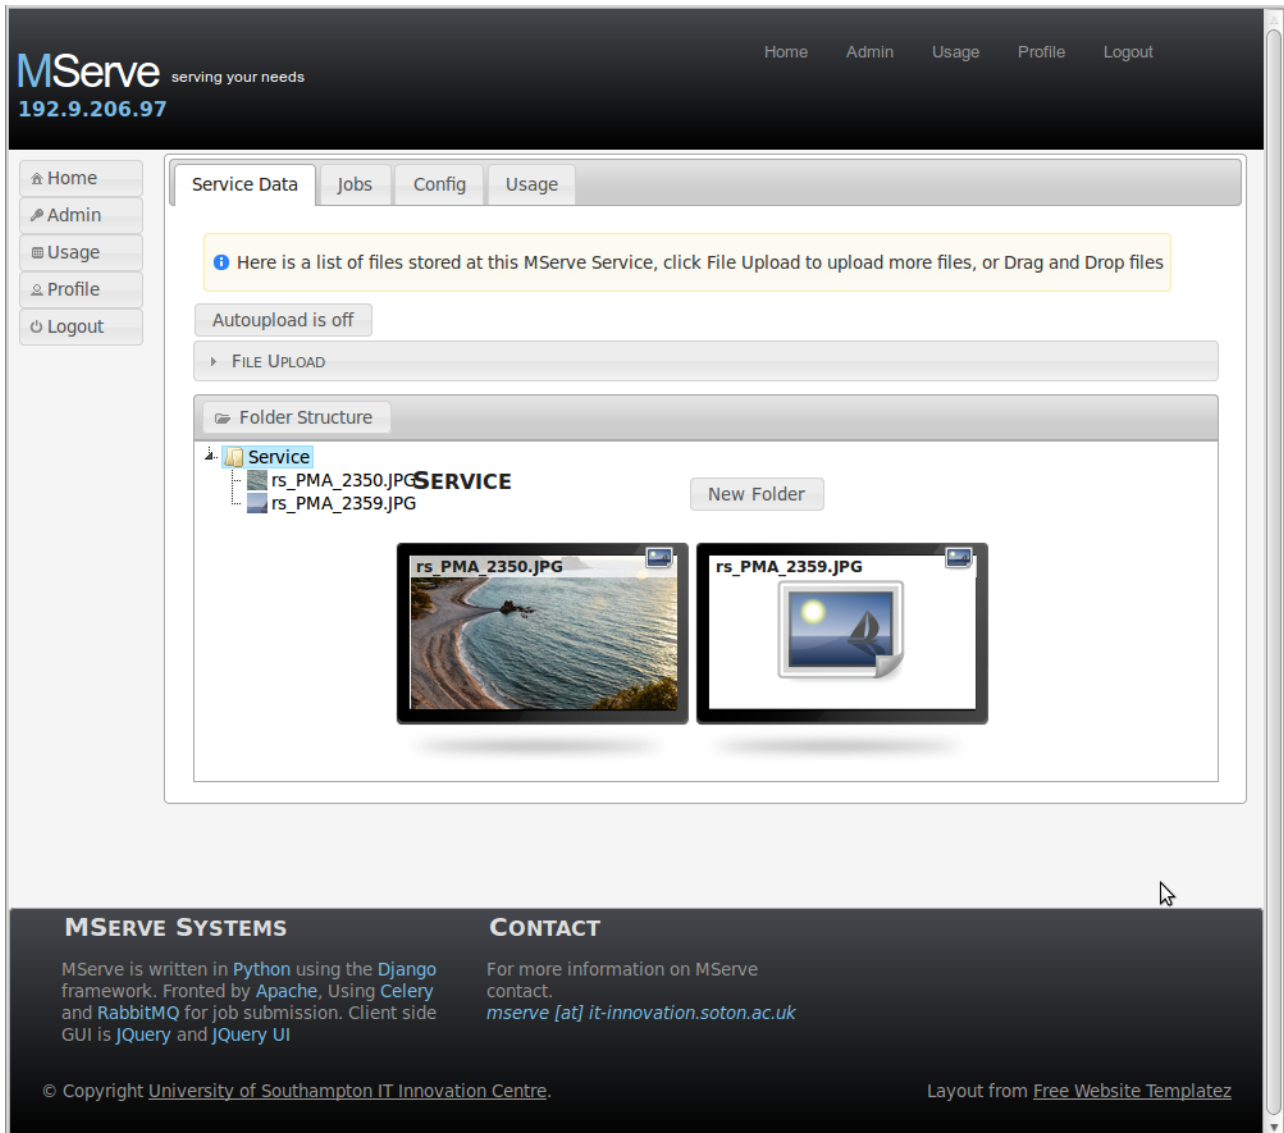 MServe serving your needs
192.9.206.97
Home Admin Usage Profile Logout
Home
Admin
Usage
Profile
Logout
Service Data Jobs Config Usage
Here is a list of files stored at this MServe Service, click File Upload to upload more files, or Drag and Drop files
Autoupload is off
FILE UPLOAD
Folder Structure
Service
rs_PMA_2350.JPG
rs_PMA_2359.JPG
SERVICE
New Folder
rs_PMA_2350.JPG
rs_PMA_2359.JPG
MSERVE SYSTEMS
MServe is written in Python using the Django
framework. Fronted by Apache, Using Celery
and RabbitMQ for job submission. Client side
GUI is JQuery and JQuery UI
CONTACT
For more information on MServe
contact.
mserve [at] it-innovation.soton.ac.uk
© Copyright University of Southampton IT Innovation Centre.
Layout from Free Website Templatez